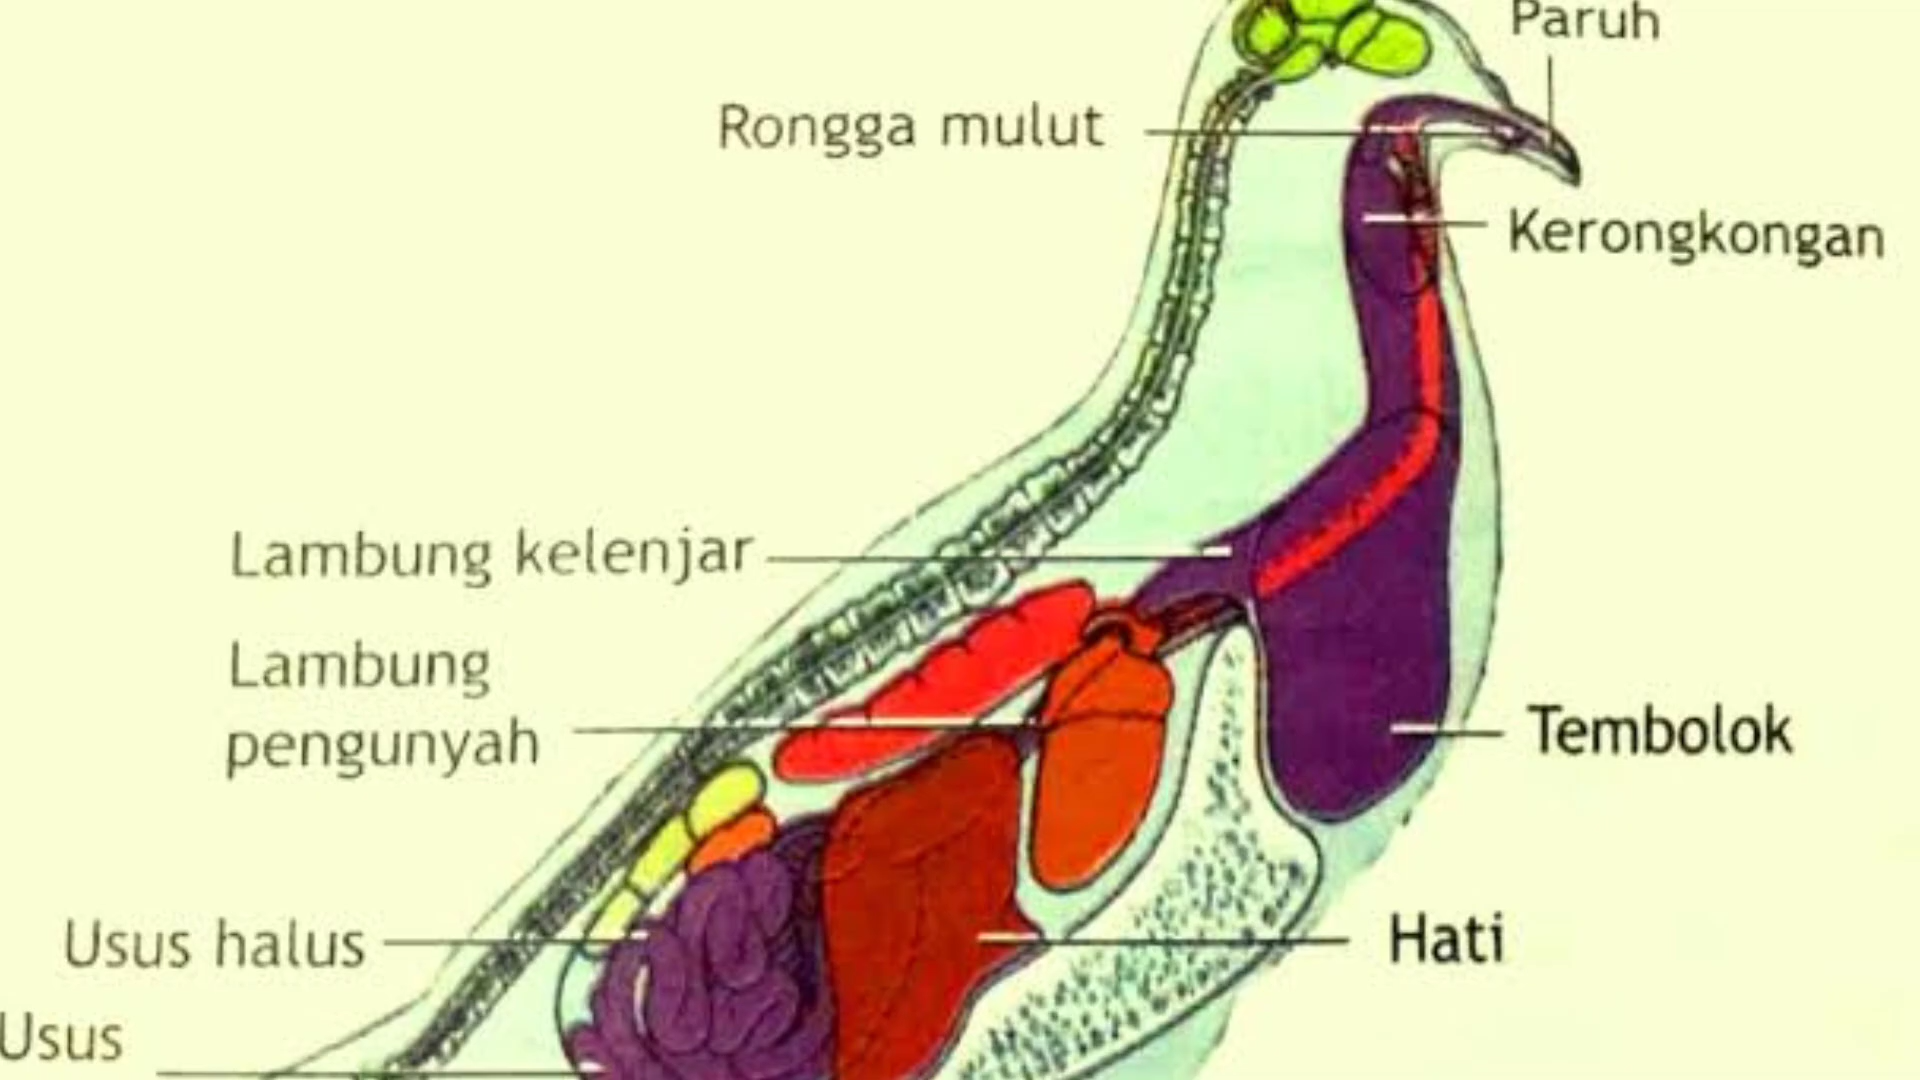 Paruh
Rongga mulut
Kerongkongan
Lambung kelenjar
Lambung
pengunyah
Tembolok
Usus halus
Hati
Usus